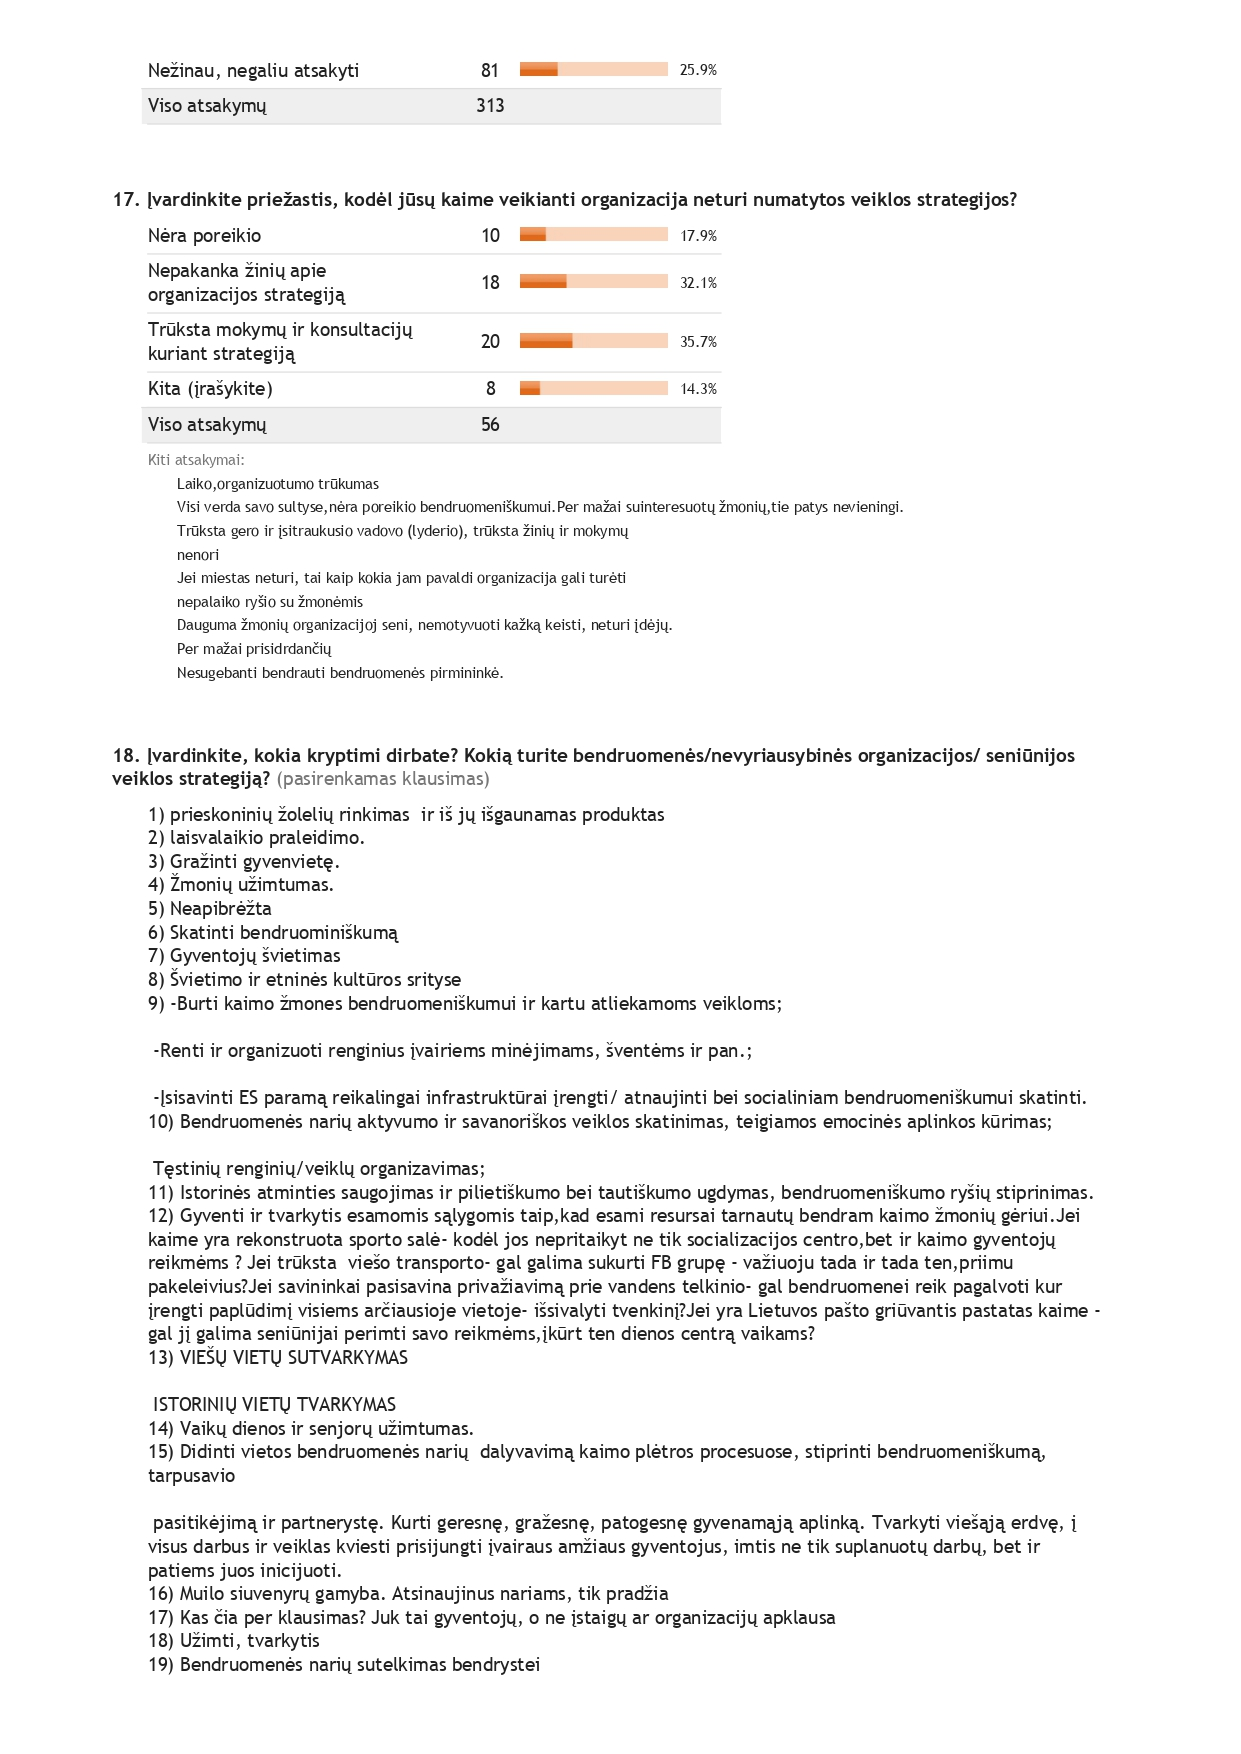 Nežinau, negaliu atsakyti 81 25.9%
Viso atsakymų 313
17. Įvardinkite priežastis, kodėl jūsų kaime veikianti organizacija neturi numatytos veiklos strategijos?
Nėra poreikio 10 17.9%
Nepakanka žinių apie
organizacijos strategiją 18 32.1%
Trūksta mokymų ir konsultacijų
kuriant strategiją 20 35.7%
Kita (įrašykite) 8 14.3%
Viso atsakymų 56
Kiti atsakymai:
Laiko,organizuotumo trūkumas
Visi verda savo sultyse,nėra poreikio bendruomeniškumui.Per mažai suinteresuotų žmonių,tie patys nevieningi.
Trūksta gero ir įsitraukusio vadovo (lyderio), trūksta žinių ir mokymų
nenori
Jei miestas neturi, tai kaip kokia jam pavaldi organizacija gali turėti
nepalaiko ryšio su žmonėmis
Dauguma žmonių organizacijoj seni, nemotyvuoti kažką keisti, neturi įdėjų.
Per mažai prisidrdančių
Nesugebanti bendrauti bendruomenės pirmininkė.
18. Įvardinkite, kokia kryptimi dirbate? Kokią turite bendruomenės/nevyriausybinės organizacijos/ seniūnijos
veiklos strategiją? (pasirenkamas klausimas)
1) prieskoninių žolelių rinkimas  ir iš jų išgaunamas produktas
2) laisvalaikio praleidimo.
3) Gražinti gyvenvietę.
4) Žmonių užimtumas.
5) Neapibrėžta
6) Skatinti bendruominiškumą
7) Gyventojų švietimas
8) Švietimo ir etninės kultūros srityse
9) -Burti kaimo žmones bendruomeniškumui ir kartu atliekamoms veikloms;
-Renti ir organizuoti renginius įvairiems minėjimams, šventėms ir pan.;
-Įsisavinti ES paramą reikalingai infrastruktūrai įrengti/ atnaujinti bei socialiniam bendruomeniškumui skatinti.
10) Bendruomenės narių aktyvumo ir savanoriškos veiklos skatinimas, teigiamos emocinės aplinkos kūrimas;
Tęstinių renginių/veiklų organizavimas;
11) Istorinės atminties saugojimas ir pilietiškumo bei tautiškumo ugdymas, bendruomeniškumo ryšių stiprinimas.
12) Gyventi ir tvarkytis esamomis sąlygomis taip,kad esami resursai tarnautų bendram kaimo žmonių gėriui.Jei
kaime yra rekonstruota sporto salė- kodėl jos nepritaikyt ne tik socializacijos centro,bet ir kaimo gyventojų
reikmėms ? Jei trūksta  viešo transporto- gal galima sukurti FB grupę - važiuoju tada ir tada ten,priimu
pakeleivius?Jei savininkai pasisavina privažiavimą prie vandens telkinio- gal bendruomenei reik pagalvoti kur
įrengti paplūdimį visiems arčiausioje vietoje- išsivalyti tvenkinį?Jei yra Lietuvos pašto griūvantis pastatas kaime -
gal jį galima seniūnijai perimti savo reikmėms,įkūrt ten dienos centrą vaikams?
13) VIEŠŲ VIETŲ SUTVARKYMAS
ISTORINIŲ VIETŲ TVARKYMAS
14) Vaikų dienos ir senjorų užimtumas.
15) Didinti vietos bendruomenės narių  dalyvavimą kaimo plėtros procesuose, stiprinti bendruomeniškumą,
tarpusavio
pasitikėjimą ir partnerystę. Kurti geresnę, gražesnę, patogesnę gyvenamąją aplinką. Tvarkyti viešąją erdvę, į
visus darbus ir veiklas kviesti prisijungti įvairaus amžiaus gyventojus, imtis ne tik suplanuotų darbų, bet ir
patiems juos inicijuoti.
16) Muilo siuvenyrų gamyba. Atsinaujinus nariams, tik pradžia
17) Kas čia per klausimas? Juk tai gyventojų, o ne įstaigų ar organizacijų apklausa
18) Užimti, tvarkytis
19) Bendruomenės narių sutelkimas bendrystei